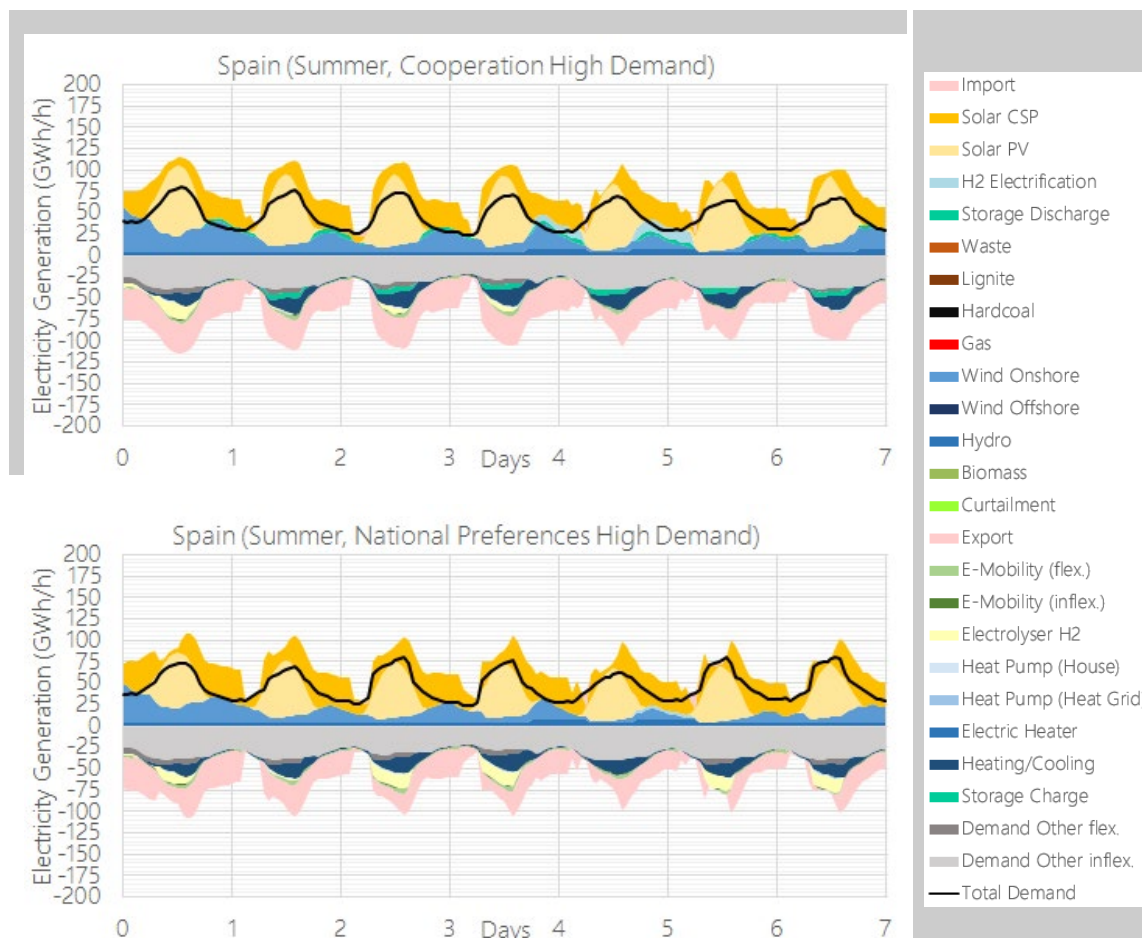 Spain (Summer, Cooperation High Demand)
Electricity Generation (GWh/h)
200
175
150
125
100
75
50
25
0
-25
-50
-75
-100
-125
-150
-175
-200
0 1 2 3 Days 4 5 6 7
Spain (Summer, National Preferences High Demand)
Electricity Generation (GWh/h)
200
175
150
125
100
75
50
25
0
-25
-50
-75
-100
-125
-150
-175
-200
0 1 2 3 Days 4 5 6 7
Import
Solar CSP
Solar PV
H2 Electrification
Storage Discharge
Waste
Lignite
Hardcoal
Gas
Wind Onshore
Wind Offshore
Hydro
Biomass
Curtailment
Export
E-Mobility (flex.)
E-Mobility (inflex.)
Electrolyser H2
Heat Pump (House)
Heat Pump (Heat Grid
Electric Heater
Heating/Cooling
Storage Charge
Demand Other flex.
Demand Other inflex.
Total Demand